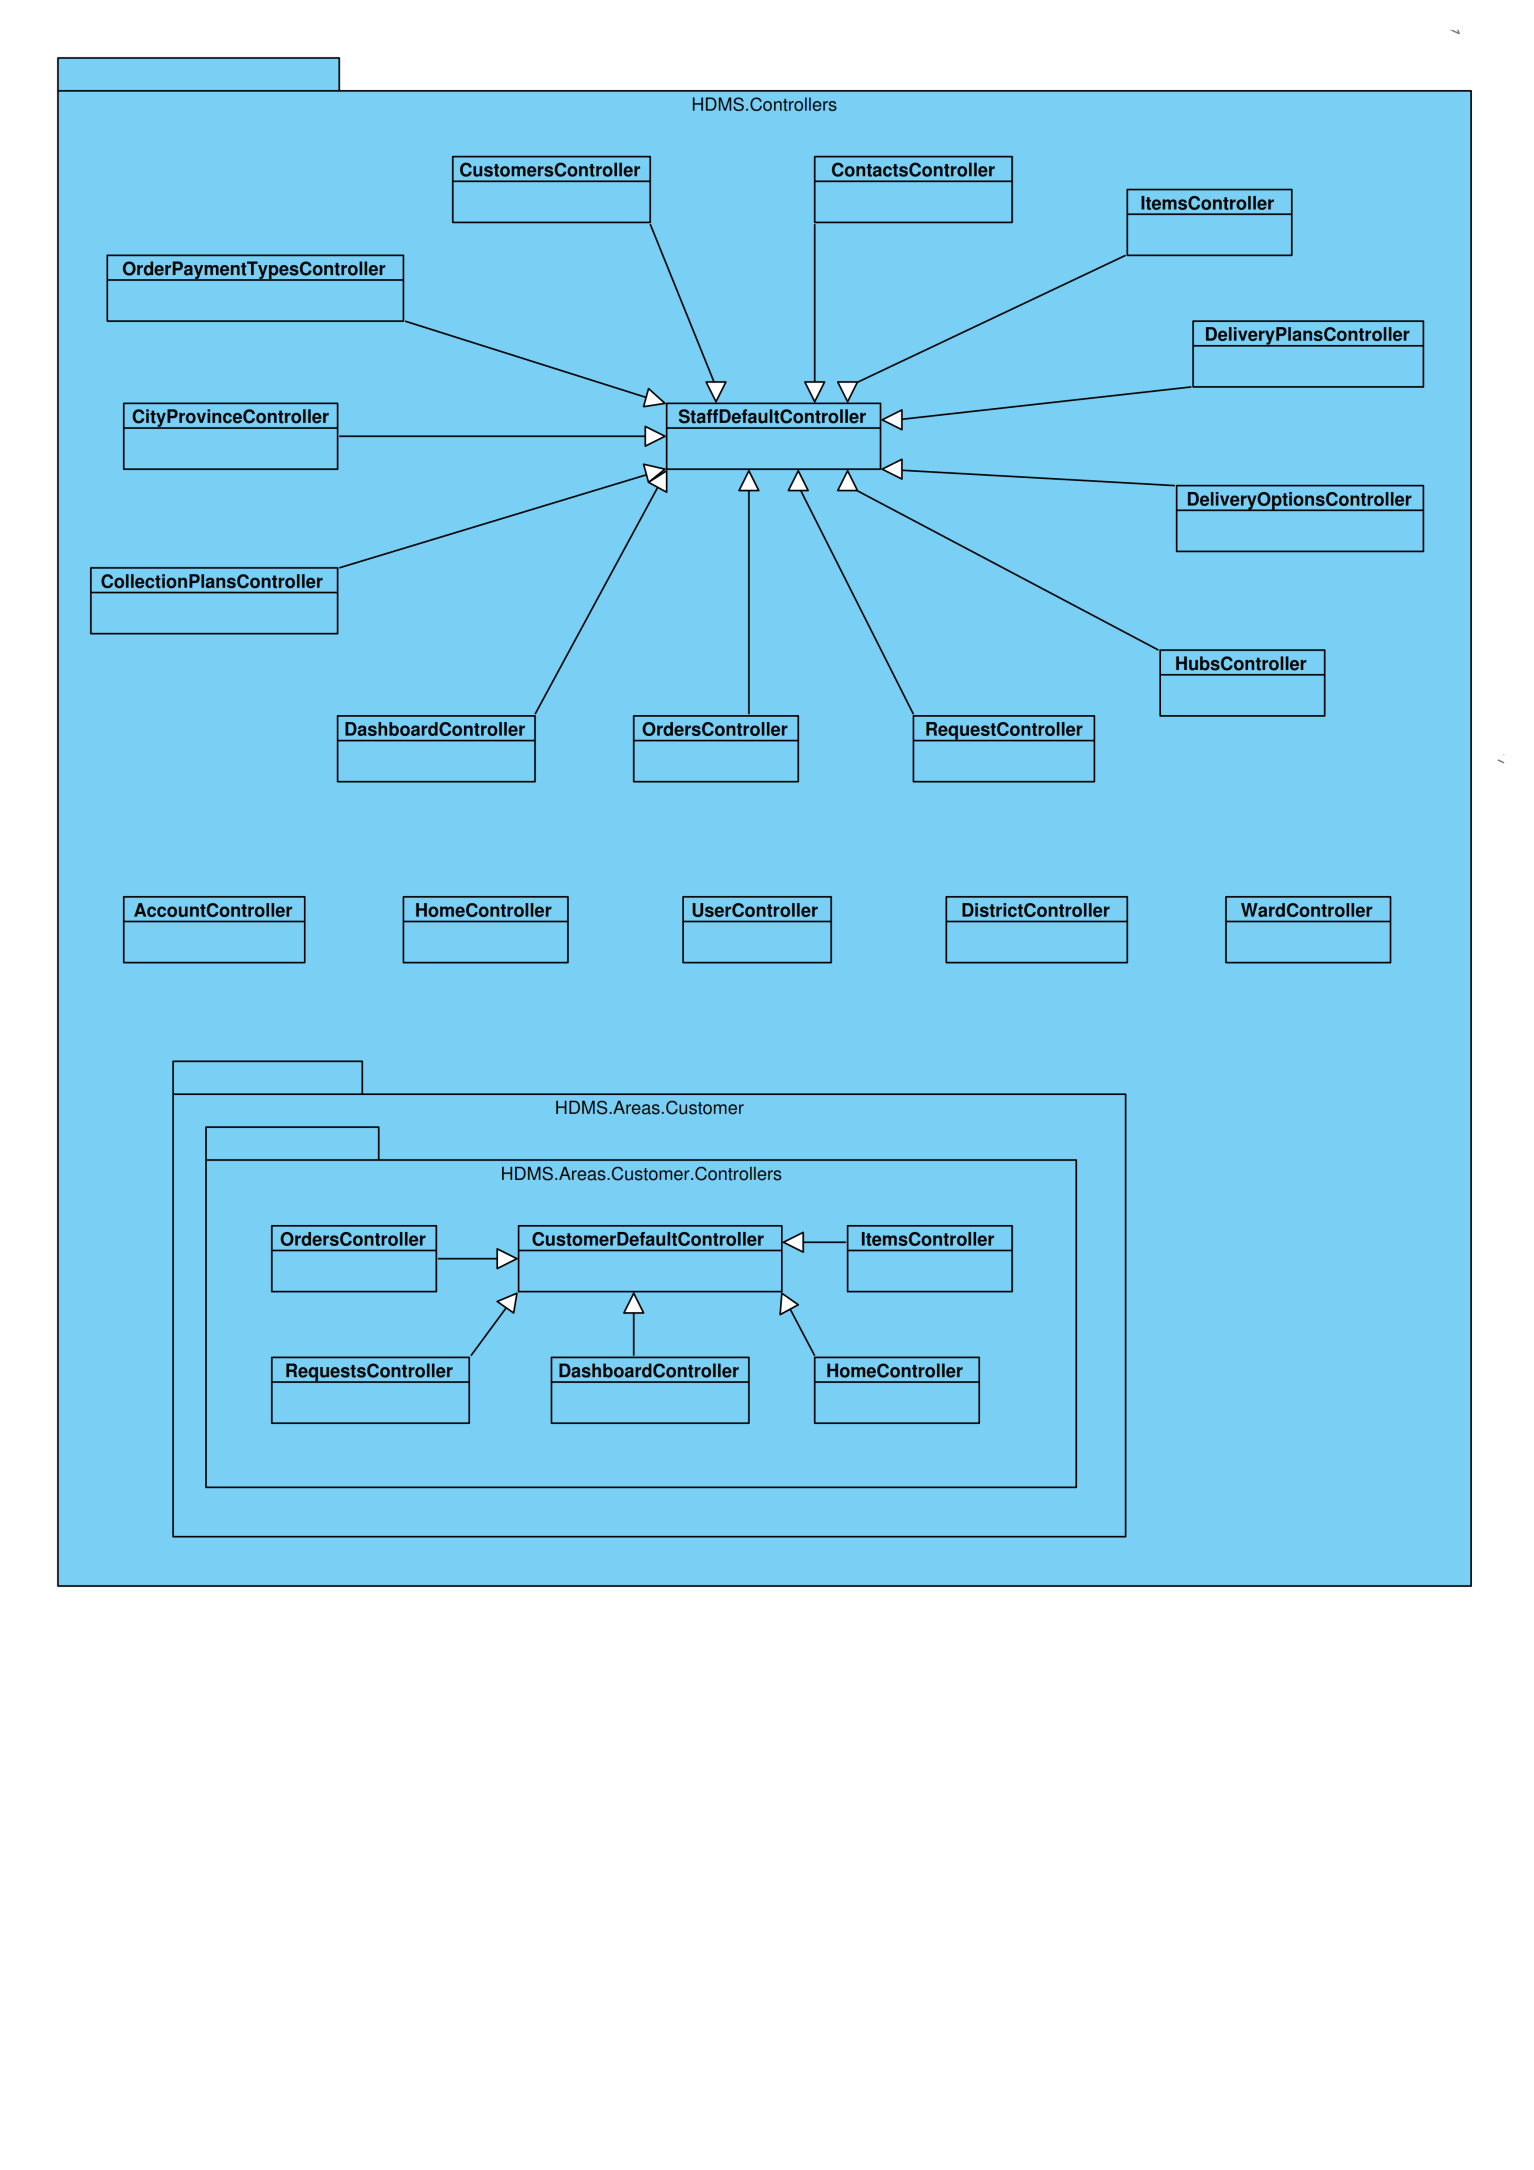 HDMS.Controllers
CustomersController
ContactsController
ItemsController
OrderPaymentTypesController
DeliveryPlansController
CityProvinceController
StaffDefaultController
DeliveryOptionsController
CollectionPlansController
HubsController
DashboardController
OrdersController
RequestController
AccountController
HomeController
UserController
DistrictController
WardController
HDMS.Areas.Customer
HDMS.Areas.Customer.Controllers
OrdersController
CustomerDefaultController
ItemsController
RequestsController
DashboardController
HomeController